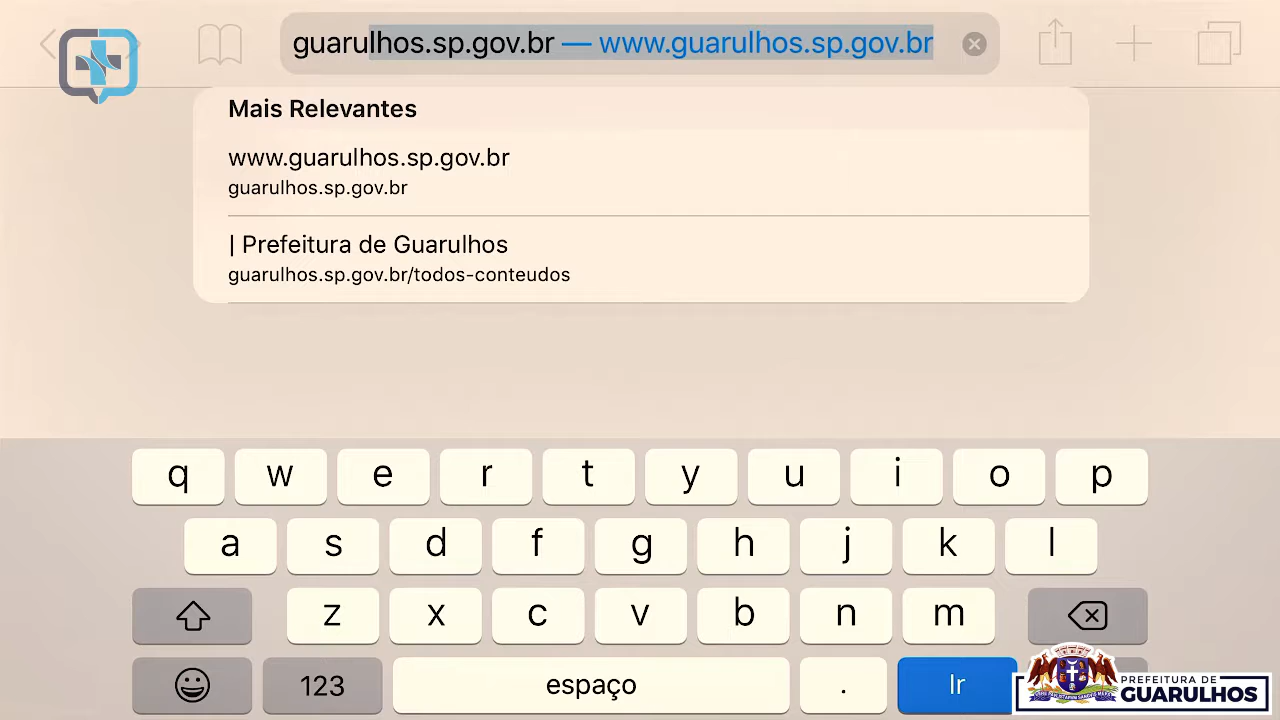 guarulhos.sp.gov.br — www.guarulhos.sp.gov.br
Mais Relevantes
www.guarulhos.sp.gov.br
guarulhos.sp.gov.br
| Prefeitura de Guarulhos
guarulhos.sp.gov.br/todos-conteudos
q w e r t y u i o p
a s d f g h j k l
z x c v b n m
123 espaço . Ir
PREFEITURA DE
GUARULHOS